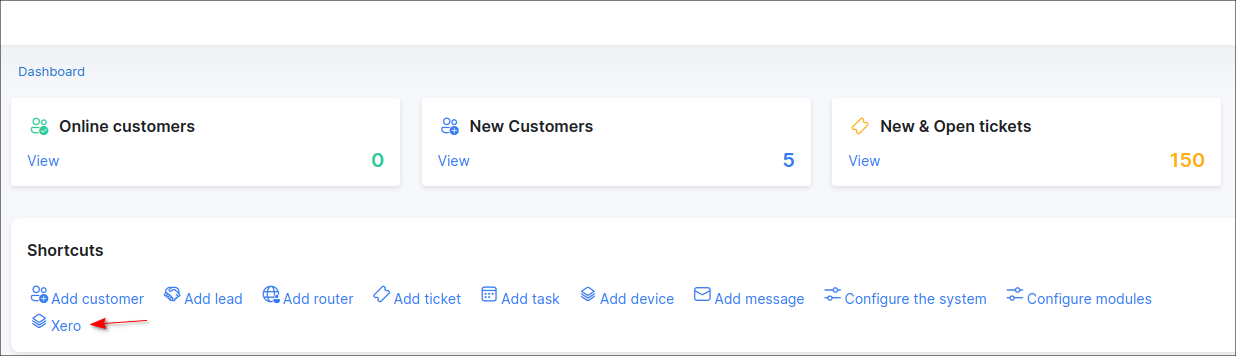 Dashboard
Online customers
View 0
New Customers
View 5
New & Open tickets
View 150
Shortcuts
Add customer Add lead Add router Add ticket Add task Add device Add message Configure the system Configure modules
Xero